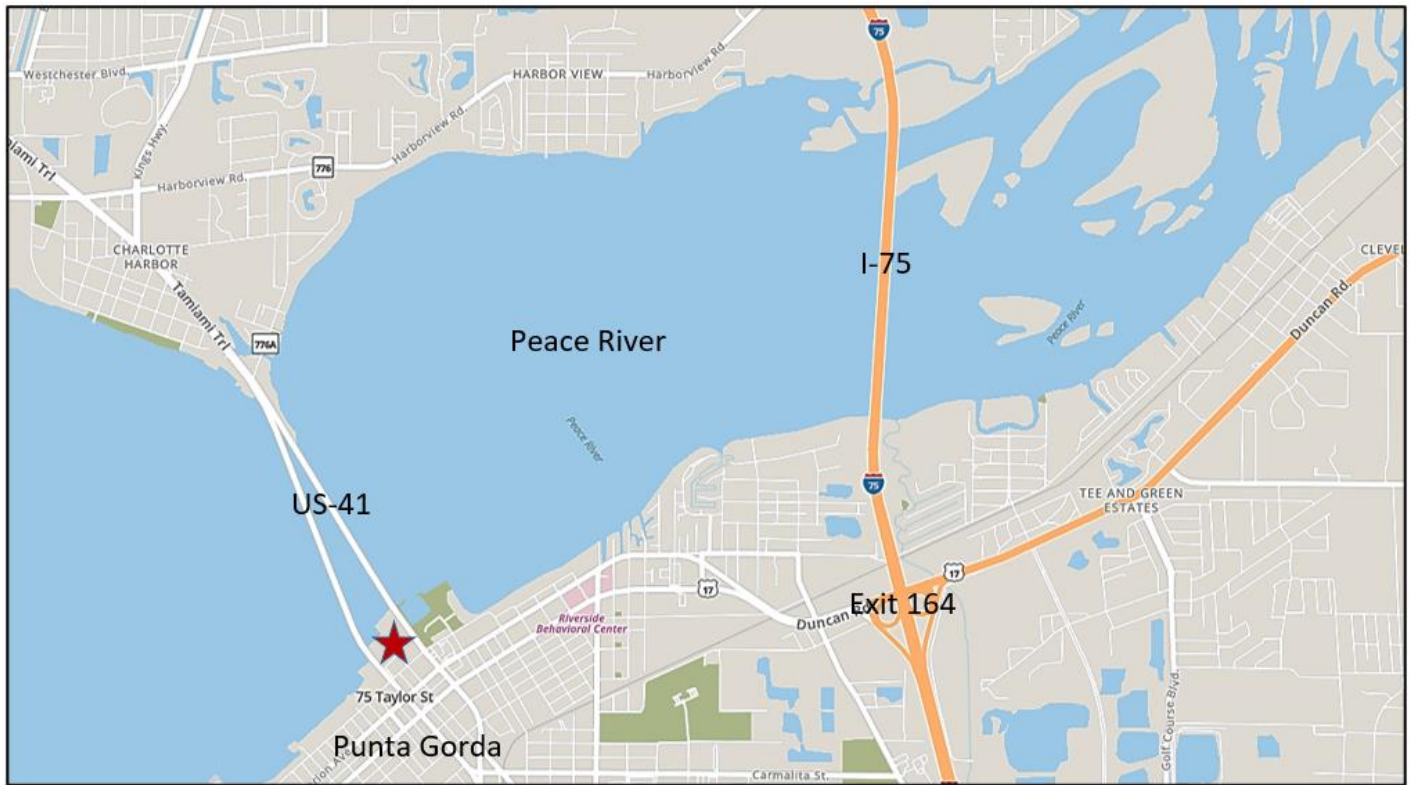 75
Westchester Blvd.
HARBOR VIEW
Harborview Rd.
Kings Hwy.
Harborview Rd.
776
Harborview Rd.
Tamiami Trl
CHARLOTTE
HARBOR
I-75
CLEVEL
Tamiami Trl
776A
Peace River
Peace River
Duncan Rd.
Peace River
75
US-41
TEE AND GREEN
ESTATES
17
17
Exit 164
Duncan Rd.
Riverside
Behavioral Center
75 Taylor St
Punta Gorda
Golf Course Blvd.
Carmalita St.